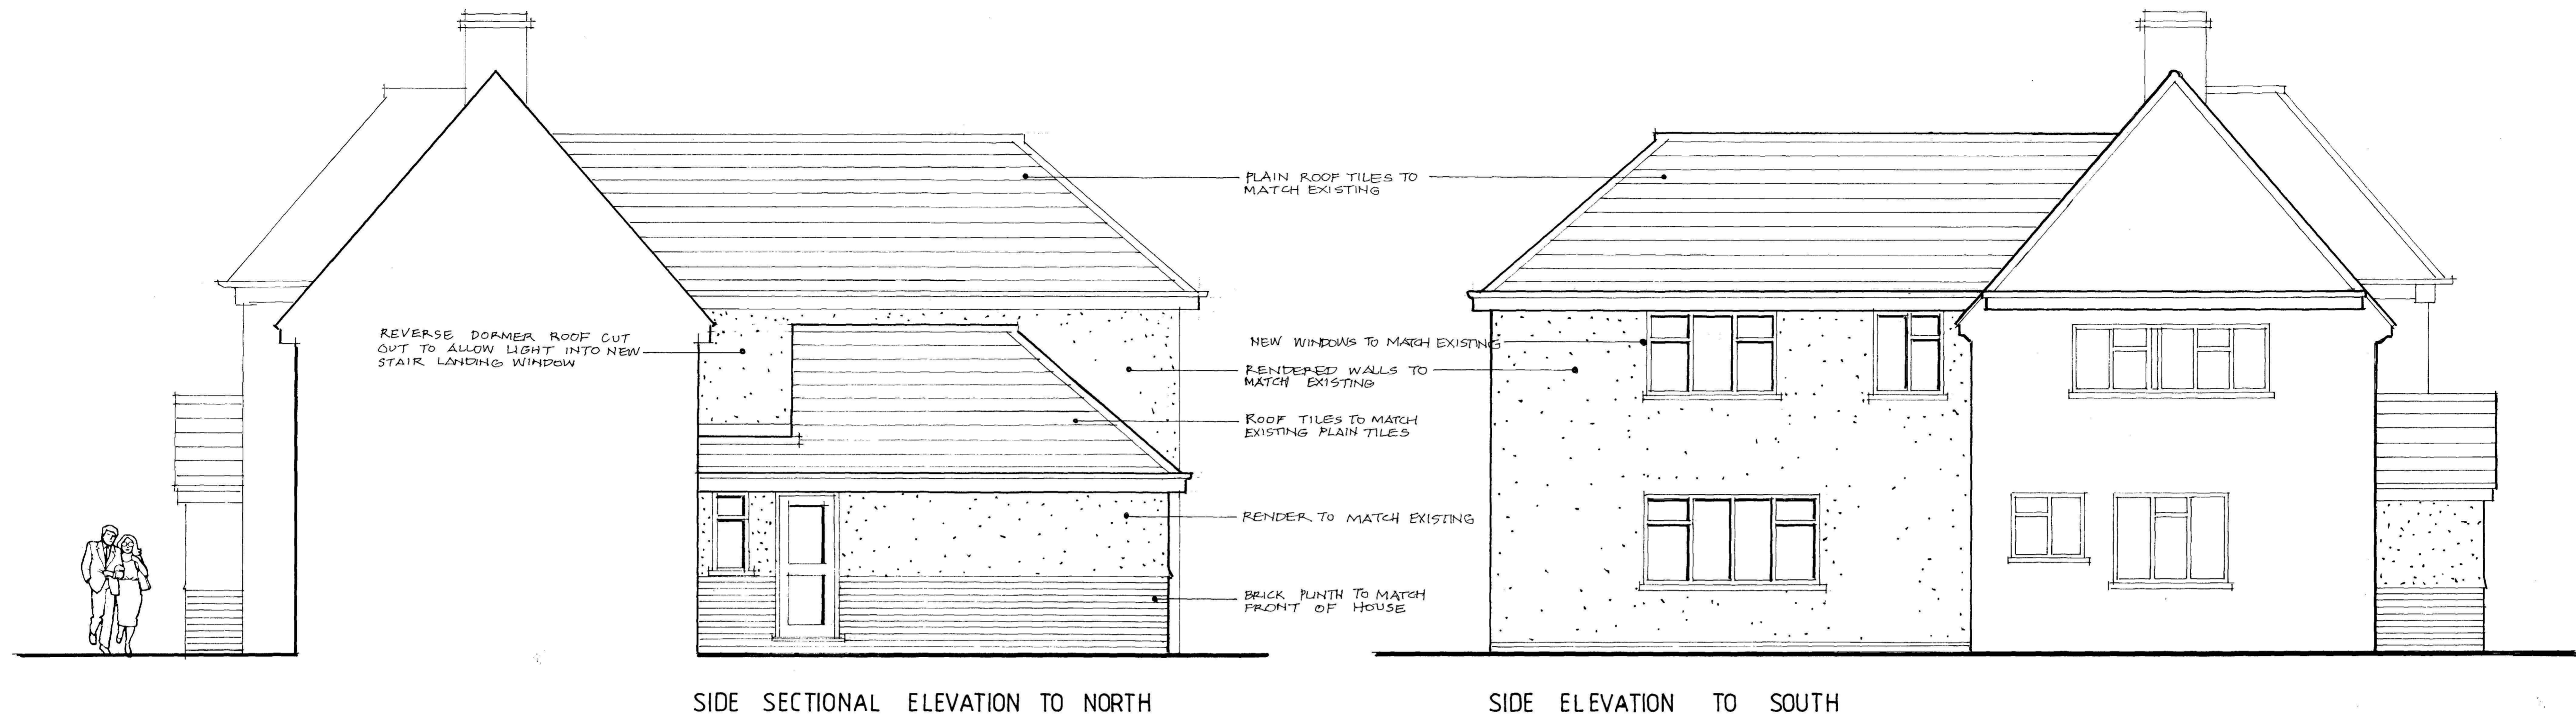 PLAIN ROOF TILES TO
MATCH EXISTING
REVERSE DORMER ROOF CUT
OUT TO ALLOW LIGHT INTO NEW
STAIR LANDING WINDOW
NEW WINDOWS TO MATCH EXISTING
RENDERED WALLS TO
MATCH EXISTING
ROOF TILES TO MATCH
EXISTING PLAIN TILES
RENDER TO MATCH EXISTING
BRICK PLINTH TO MATCH
FRONT OF HOUSE
SIDE SECTIONAL ELEVATION TO NORTH
SIDE ELEVATION TO SOUTH